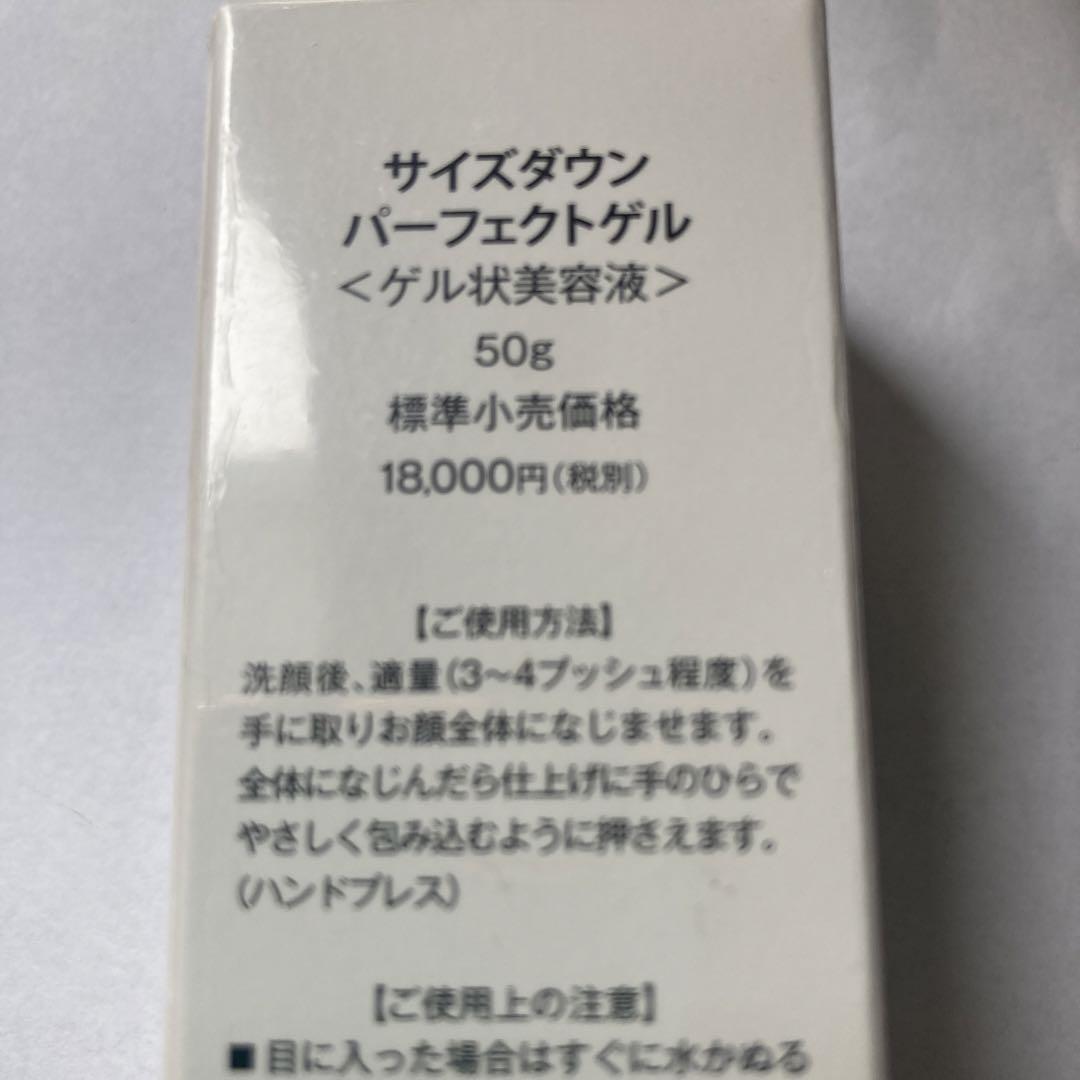 サイズダウン
パーフェクトゲル
＜ゲル状美容液＞
50g
標準小売価格
18,000円(税別)
【ご使用方法】
洗顔後、適量(3〜4プッシュ程度)を
手に取りお顔全体になじませます。
全体になじんだら仕上げに手のひらで
やさしく包み込むように押さえます。
(ハンドプレス)
【ご使用上の注意】
■目に入った場合はすぐに水かぬる